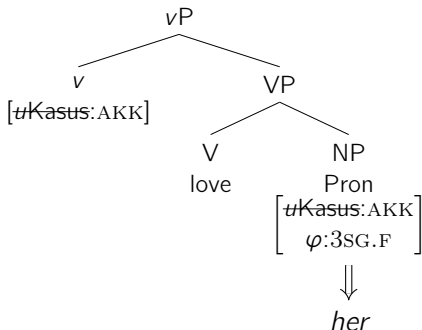 vP
v VP
[uKasus:AKK]
V NP
love Pron
uKasus:AKK
φ:3SG.F
⇓
her